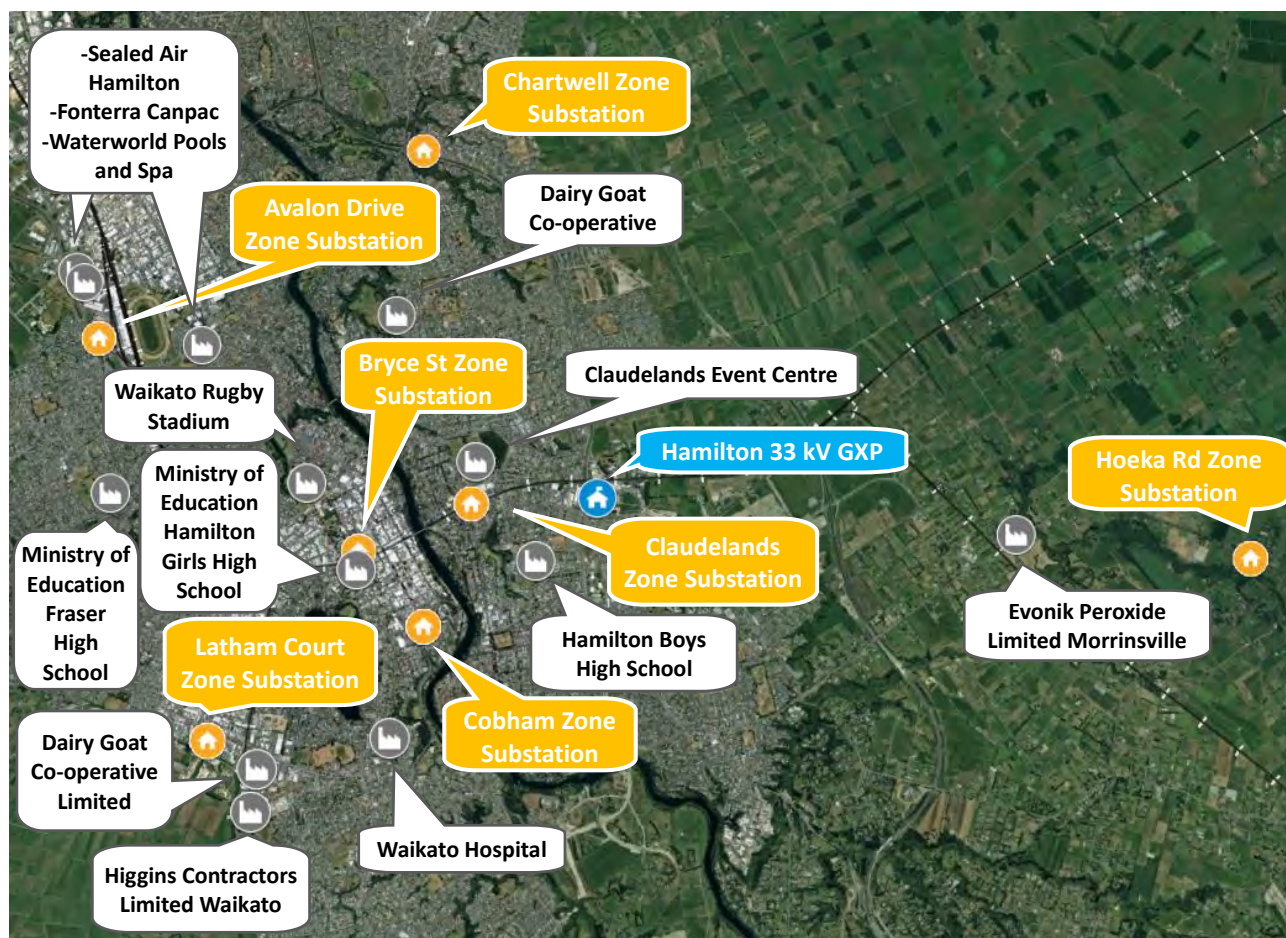 -Sealed Air
Hamilton
-Fonterra Canpac
-Waterworld Pools
and Spa
Chartwell Zone
Substation
Avalon Drive
Zone Substation
Dairy Goat
Co-operative
Bryce St Zone
Substation
Claudelands Event Centre
Waikato Rugby
Stadium
Hamilton 33 kV GXP
Hoeka Rd Zone
Substation
Ministry of
Education
Hamilton
Girls High
School
Ministry of
Education
Fraser
High
School
Claudelands
Zone Substation
Evonik Peroxide
Limited Morrinsville
Hamilton Boys
High School
Latham Court
Zone Substation
Cobham Zone
Substation
Dairy Goat
Co-operative
Limited
Waikato Hospital
Higgins Contractors
Limited Waikato